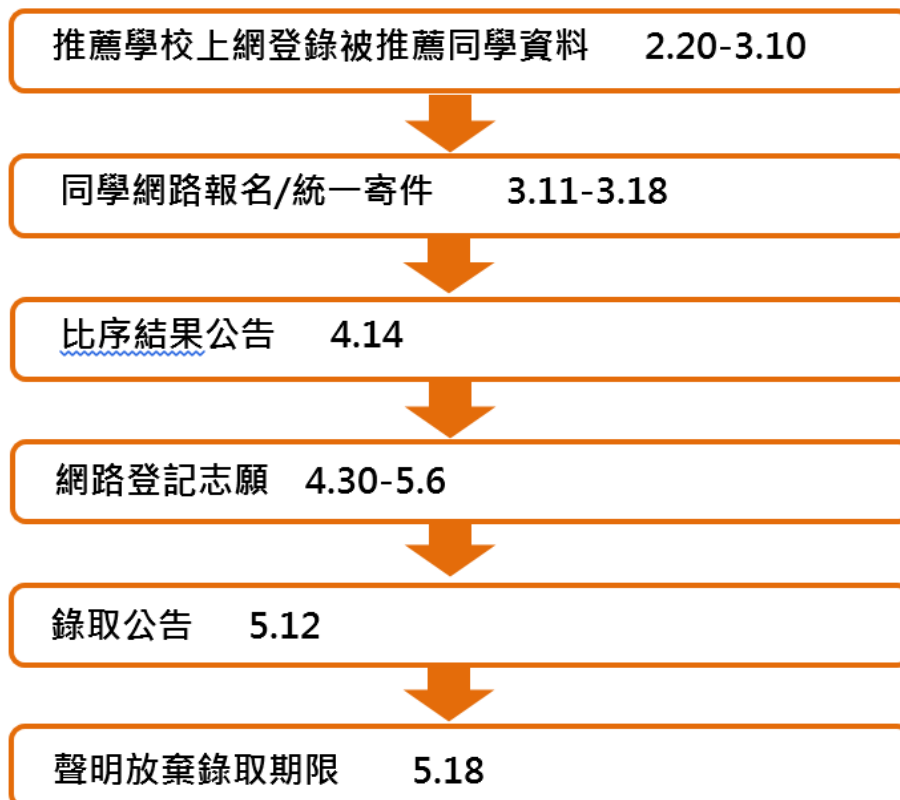 推薦學校上網登錄被推薦同學資料 2.20-3.10
同學網路報名/統一寄件 3.11-3.18
比序結果公告 4.14
網路登記志願 4.30-5.6
錄取公告 5.12
聲明放棄錄取期限 5.18